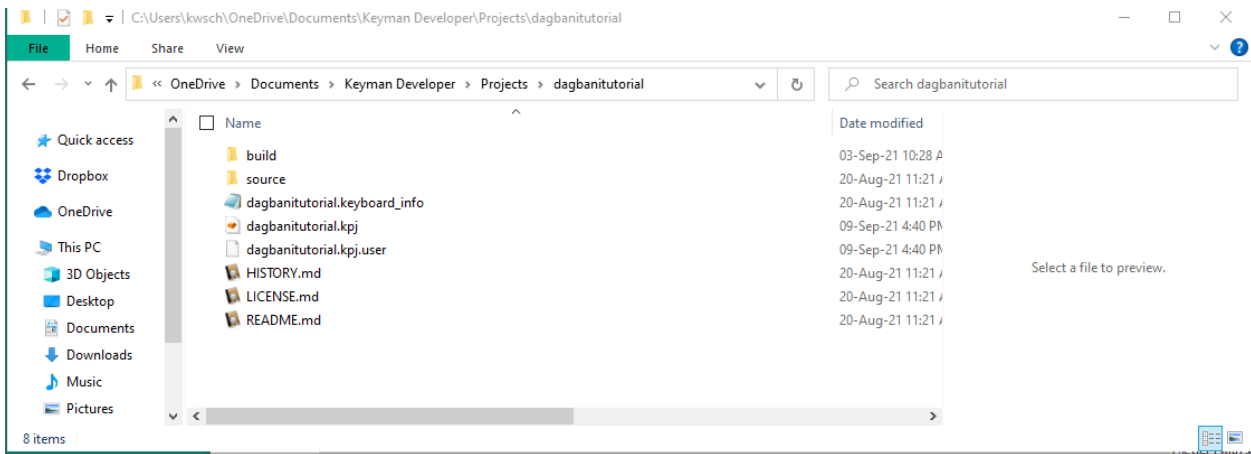 C:\Users\kwsch\OneDrive\Documents\Keyman Developer\Projects\dagbanitutorial
File Home Share View
« OneDrive › Documents › Keyman Developer › Projects › dagbanitutorial Search dagbanitutorial
Name Date modified
Quick access
Dropbox
OneDrive
This PC
3D Objects
Desktop
Documents
Downloads
Music
Pictures
build 03-Sep-21 10:28 A
source 20-Aug-21 11:21
dagbanitutorial.keyboard_info 20-Aug-21 11:21
dagbanitutorial.kpj 09-Sep-21 4:40 PM
dagbanitutorial.kpj.user 09-Sep-21 4:40 PM
HISTORY.md 20-Aug-21 11:21
LICENSE.md 20-Aug-21 11:21
README.md 20-Aug-21 11:21
Select a file to preview.
8 items